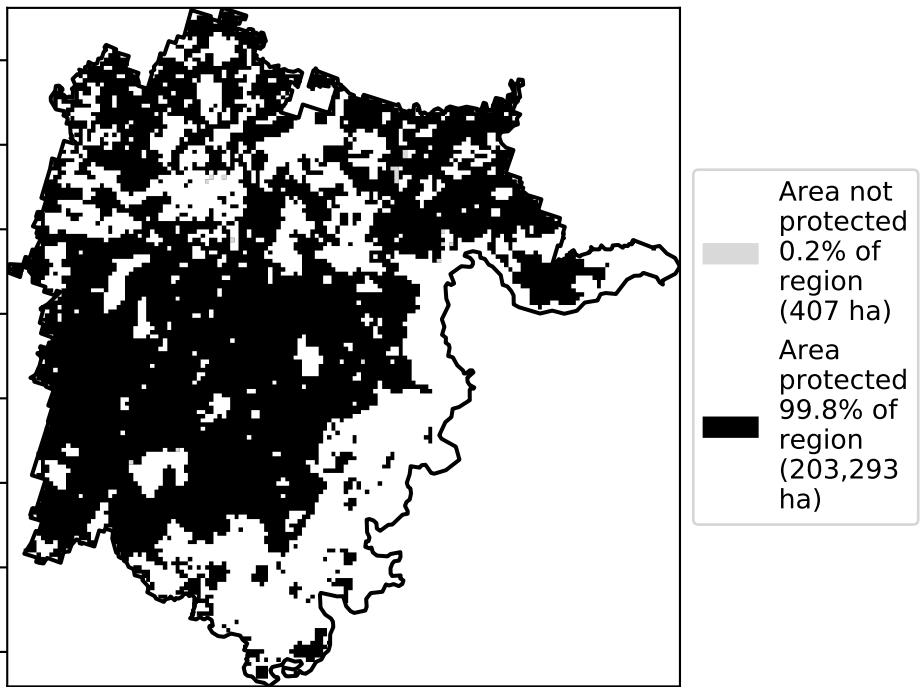 Area not
protected
0.2% of
region
(407 ha)
Area
protected
99.8% of
region
(203,293
ha)